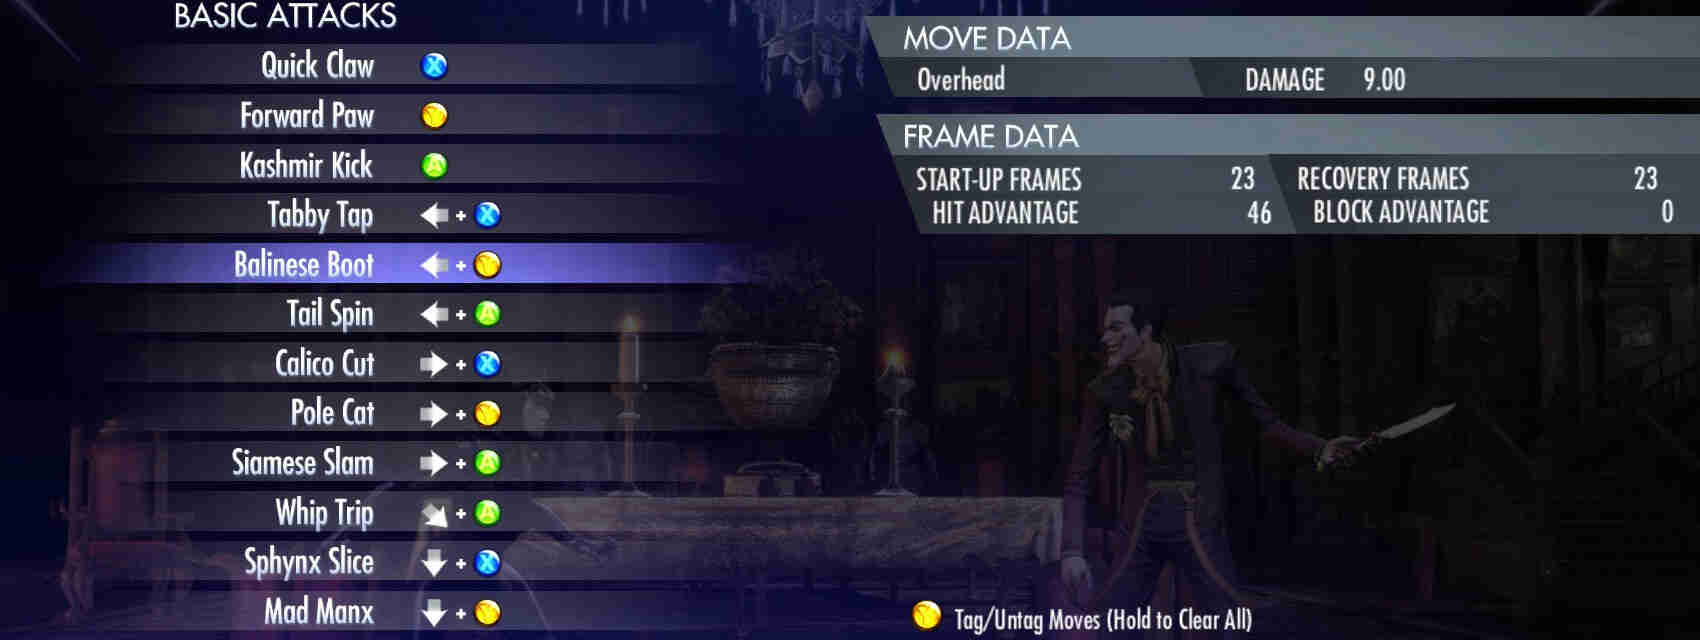 BASIC ATTACKS
Quick Claw X
Forward Paw Y
Kashmir Kick A
Tabby Tap + X
Balinese Boot + Y
Tail Spin + A
Calico Cut + X
Pole Cat + Y
Siamese Slam + A
Whip Trip + A
Sphynx Slice + X
Mad Manx + Y
MOVE DATA
Overhead DAMAGE 9.00
FRAME DATA
START-UP FRAMES 23 RECOVERY FRAMES 23
HIT ADVANTAGE 46 BLOCK ADVANTAGE 0
Y Tag/Untag Moves (Hold to Clear All)